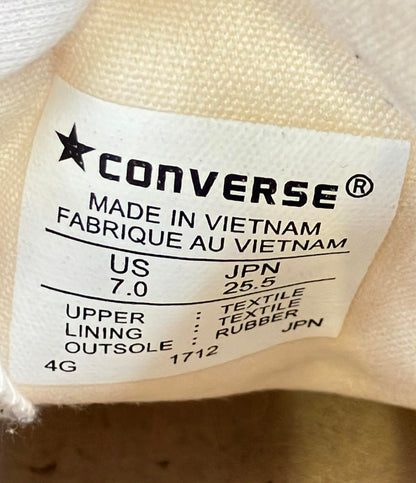 ★CONVERSE®
MADE IN VIETNAM
FABRIQUE AU VIETNAM
US JPN
7.0 25.5
UPPER : TEXTILE
LINING : TEXTILE
OUTSOLE : RUBBER
JPN
4G 1712